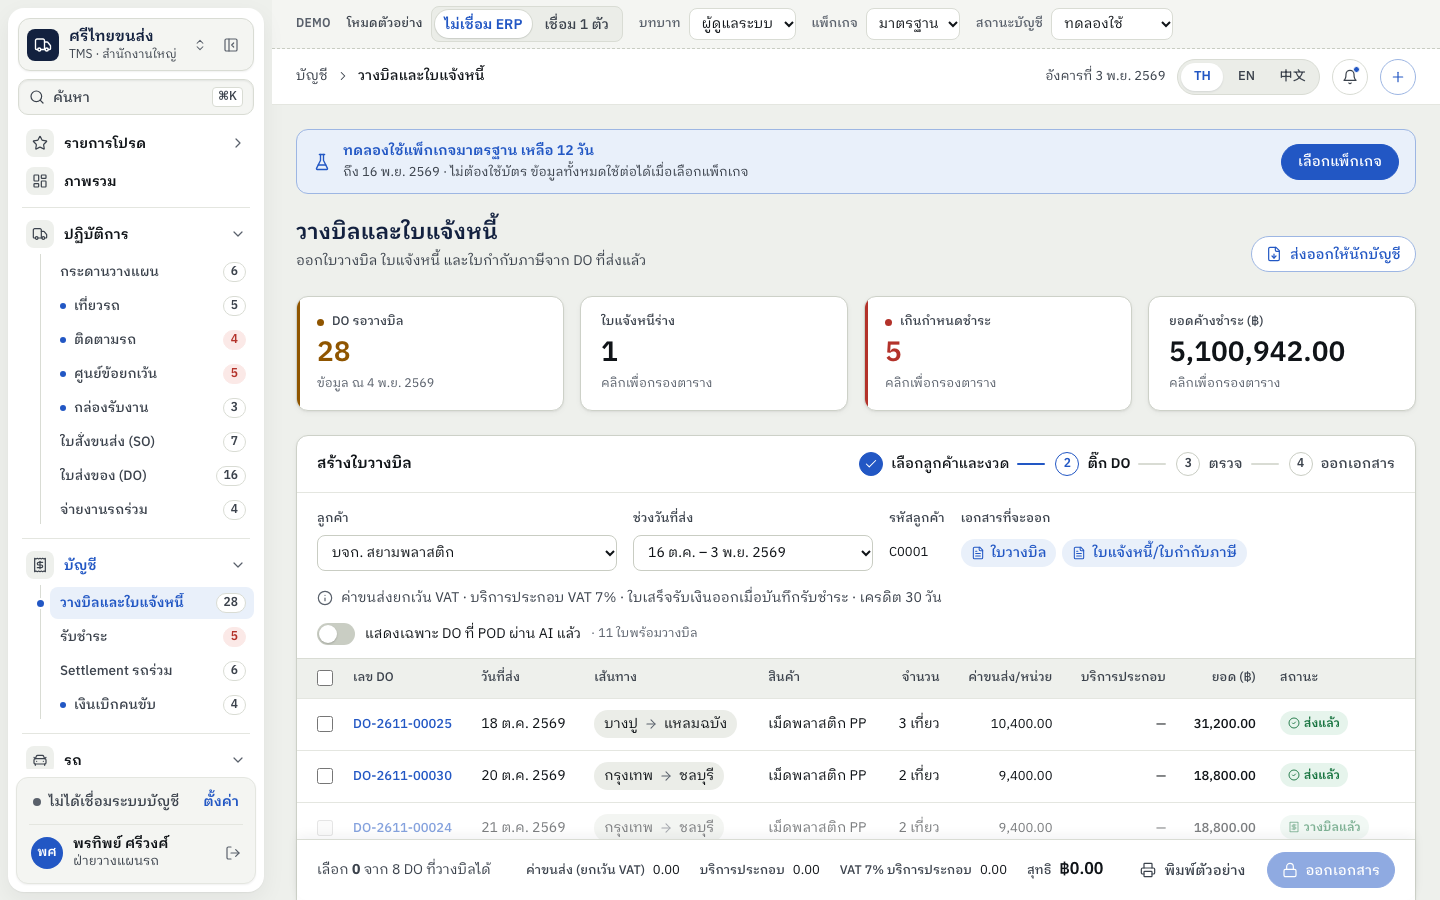 ศรีไทยขนส่ง
TMS · สำนักงานใหญ่
ค้นหา
⌘K
รายการโปรด
ภาพรวม
ปฏิบัติการ
กระดานวางแผน 6
เที่ยวรถ 5
ติดตามรถ 4
ศูนย์ข้อยกเว้น 5
กล่องรับงาน 3
ใบสั่งขนส่ง (SO) 7
ใบส่งของ (DO) 16
จ่ายงานรถร่วม 4
บัญชี
วางบิลและใบแจ้งหนี้ 28
รับชำระ 5
Settlement รถร่วม 6
เงินเบิกคนขับ 4
รถ
ไม่ได้เชื่อมระบบบัญชี ตั้งค่า
พศ
พรทิพย์ ศรีวงศ์
ฝ่ายวางแผนรถ
DEMO โหมดตัวอย่าง ไม่เชื่อม ERP เชื่อม 1 ตัว บทบาท ผู้ดูแลระบบ แพ็กเกจ มาตรฐาน สถานะบัญชี ทดลองใช้
บัญชี วางบิลและใบแจ้งหนี้
อังคารที่ 3 พ.ย. 2569 TH EN 中文
ทดลองใช้แพ็กเกจมาตรฐาน เหลือ 12 วัน
ถึง 16 พ.ย. 2569 · ไม่ต้องใช้บัตร ข้อมูลทั้งหมดใช้ต่อได้เมื่อเลือกแพ็กเกจ
เลือกแพ็กเกจ
วางบิลและใบแจ้งหนี้
ออกใบวางบิล ใบแจ้งหนี้ และใบกำกับภาษีจาก DO ที่ส่งแล้ว
ส่งออกให้นักบัญชี
DO รอวางบิล
28
ข้อมูล ณ 4 พ.ย. 2569
ใบแจ้งหนี้ร่าง
1
คลิกเพื่อกรองตาราง
เกินกำหนดชำระ
5
คลิกเพื่อกรองตาราง
ยอดค้างชำระ (฿)
5,100,942.00
คลิกเพื่อกรองตาราง
สร้างใบวางบิล
เลือกลูกค้าและงวด 2 ติ๊ก DO 3 ตรวจ 4 ออกเอกสาร
ลูกค้า ช่วงวันที่ส่ง รหัสลูกค้า เอกสารที่จะออก
บจก. สยามพลาสติก 16 ต.ค. – 3 พ.ย. 2569 C0001 ใบวางบิล ใบแจ้งหนี้/ใบกำกับภาษี
ค่าขนส่งยกเว้น VAT · บริการประกอบ VAT 7% · ใบเสร็จรับเงินออกเมื่อบันทึกรับชำระ · เครดิต 30 วัน
แสดงเฉพาะ DO ที่ POD ผ่าน AI แล้ว · 11 ใบพร้อมวางบิล
เลข DO วันที่ส่ง เส้นทาง สินค้า จำนวน ค่าขนส่ง/หน่วย บริการประกอบ ยอด (฿) สถานะ
DO-2611-00025 18 ต.ค. 2569 บางปู → แหลมฉบัง เม็ดพลาสติก PP 3 เที่ยว 10,400.00 — 31,200.00 ส่งแล้ว
DO-2611-00030 20 ต.ค. 2569 กรุงเทพ → ชลบุรี เม็ดพลาสติก PP 2 เที่ยว 9,400.00 — 18,800.00 ส่งแล้ว
DO-2611-00024 21 ต.ค. 2569 กรุงเทพ → ชลบุรี เม็ดพลาสติก PP 2 เที่ยว 9,400.00 — 18,800.00 วางบิลแล้ว
เลือก 0 จาก 8 DO ที่วางบิลได้ ค่าขนส่ง (ยกเว้น VAT) 0.00 บริการประกอบ 0.00 VAT 7% บริการประกอบ 0.00 สุทธิ ฿0.00 พิมพ์ตัวอย่าง ออกเอกสาร